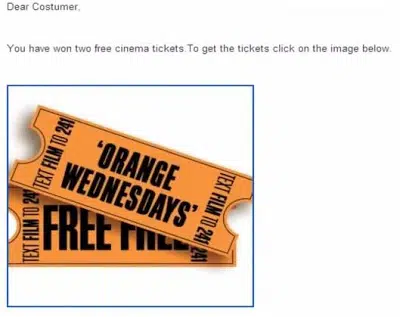 Dear Costumer,
You have won two free cinema tickets.To get the tickets click on the image below.
'ORANGE
WEDNESDAYS'
TEXT FILM TO 241
TEXT FILM TO 241
FREE
TEXT FILM TO 241
241